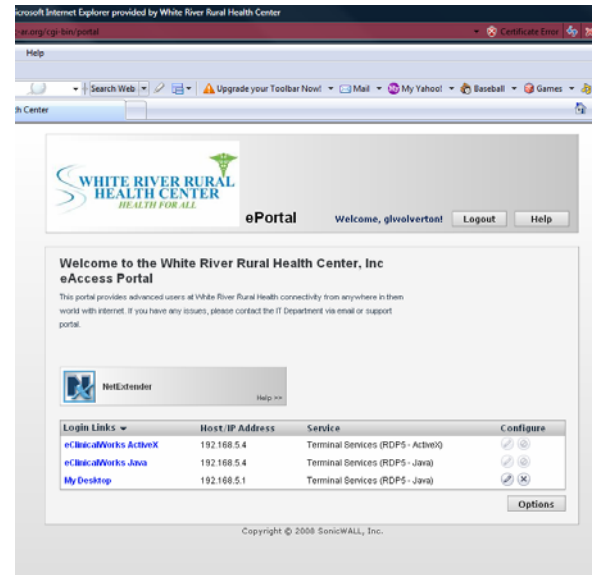 icrosoft Internet Explorer provided by White River Rural Health Center
-ar.org/cgi-bin/portal Certificate Error
Help
Search Web Upgrade your Toolbar Now! Mail My Yahoo! Baseball Games
th Center
WHITE RIVER RURAL
HEALTH CENTER
HEALTH FOR ALL
ePortal Welcome, glwolverton! Logout Help
Welcome to the White River Rural Health Center, Inc
eAccess Portal
This portal provides advanced users at White River Rural Health connectivity from anywhere in them
world with internet. If you have any issues, please contact the IT Department via email or support
portal.
NetExtender
Help >>
Login Links Host/IP Address Service Configure
eClinicalWorks ActiveX 192.168.5.4 Terminal Services (RDP5 - ActiveX)
eClinicalWorks Java 192.168.5.4 Terminal Services (RDP5 - Java)
My Desktop 192.168.5.1 Terminal Services (RDP5 - Java)
Options
Copyright © 2008 SonicWALL, Inc.